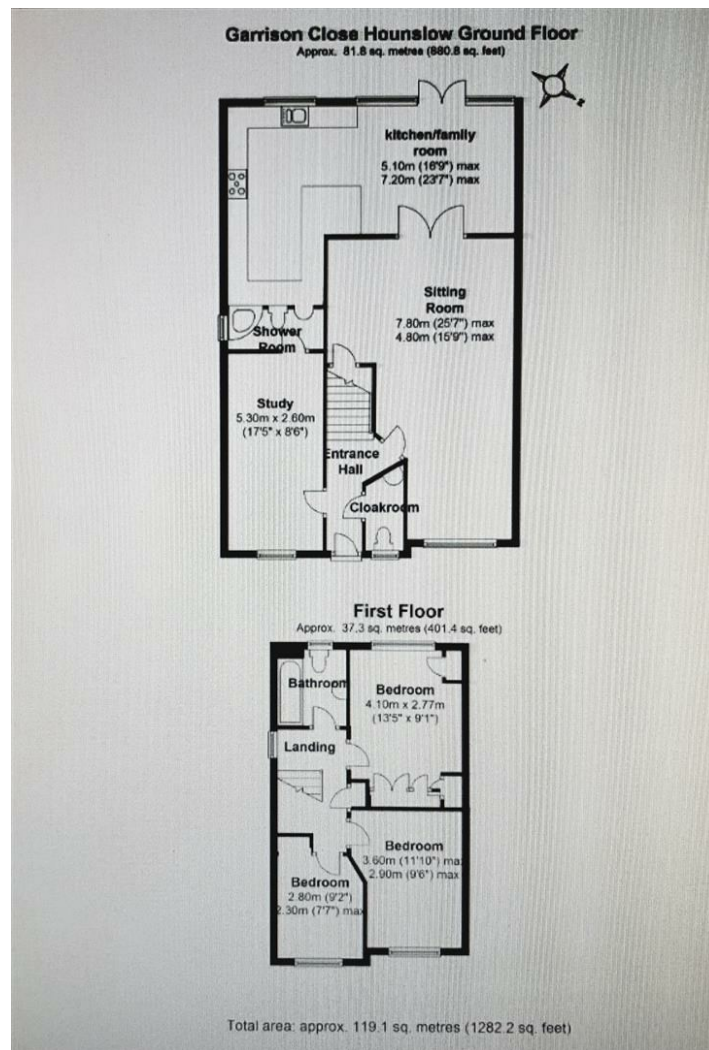 Garrison Close Hounslow Ground Floor
Approx. 81.8 sq. metres (880.8 sq. feet)
kitchen/family
room
5.10m (16'9") max
7.20m (23'7") max
Sitting
Room
7.80m (25'7") max
4.80m (15'9") max
Shower
Room
Study
5.30m x 2.60m
(17'5" x 8'6")
Entrance
Hall
Cloakroom
First Floor
Approx. 37.3 sq. metres (401.4 sq. feet)
Bathroom
Bedroom
4.10m x 2.77m
(13'5" x 9'1")
Landing
Bedroom
3.60m (11'10") ma
2.90m (9'6") max
Bedroom
2.80m (9'2")
2.30m (7'7") max
Total area: approx. 119.1 sq. metres (1282.2 sq. feet)